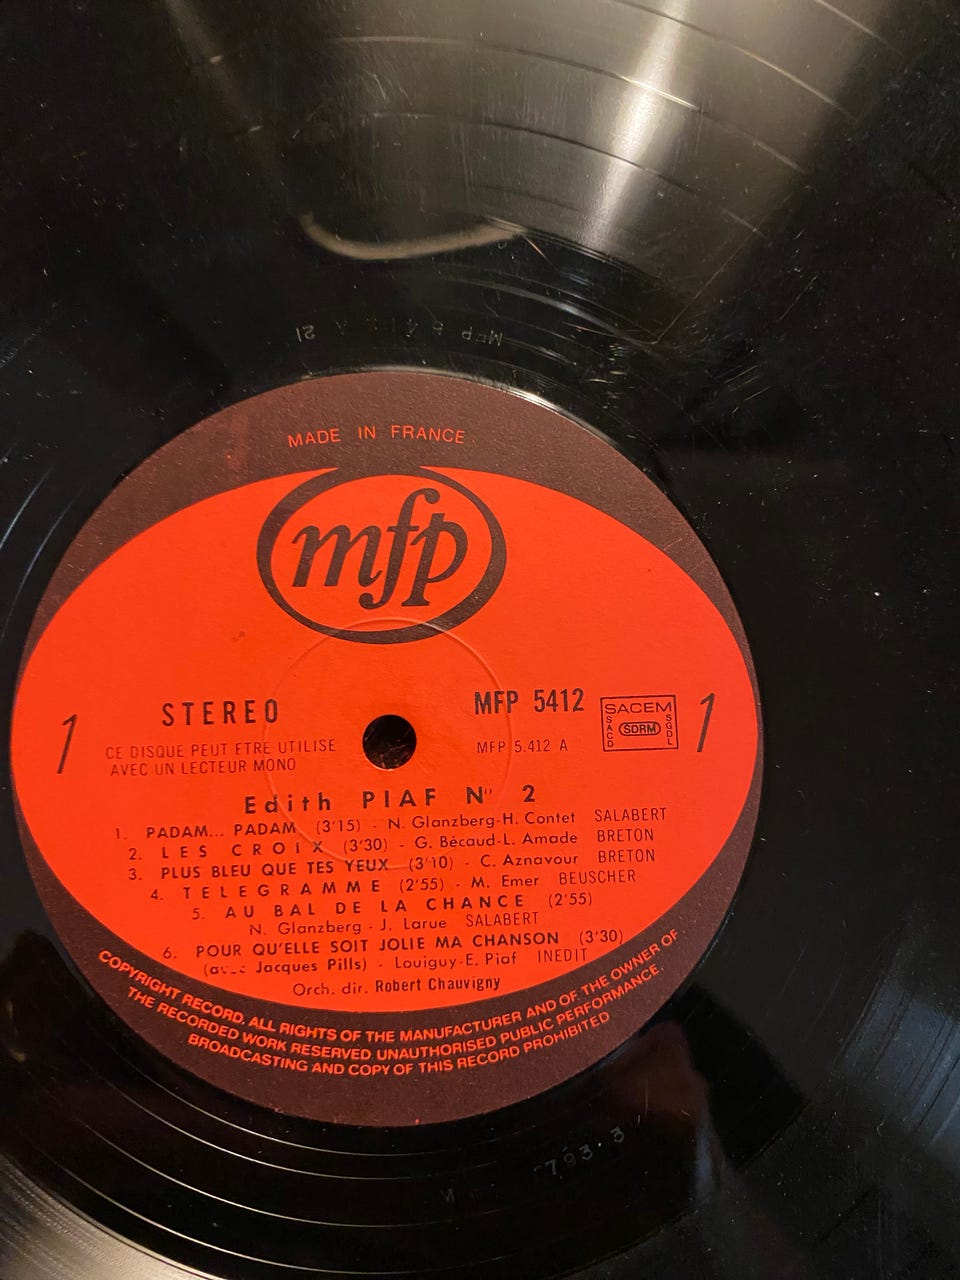 MFP 5412 A 21
MADE IN FRANCE
mfp
STEREO
MFP 5412
SACEM
SACD
SDRM
SGDL
1
1
CE DISQUE PEUT ETRE UTILISE
AVEC UN LECTEUR MONO
MFP 5.412 A
Edith PIAF N° 2
1. PADAM... PADAM (3'15) - N. Glanzberg-H. Contet SALABERT
2. LES CROIX (3'30) - G. Bécaud-L. Amade BRETON
3. PLUS BLEU QUE TES YEUX (3'10) - C. Aznavour BRETON
4. TELEGRAMME (2'55) - M. Emer BEUSCHER
5. AU BAL DE LA CHANCE (2'55)
N. Glanzberg - J. Larue SALABERT
6. POUR QU'ELLE SOIT JOLIE MA CHANSON (3'30)
(avec Jacques Pills) - Louiguy-E. Piaf INEDIT
Orch. dir. Robert Chauvigny
COPYRIGHT RECORD. ALL RIGHTS OF THE MANUFACTURER AND OF THE OWNER OF
THE RECORDED WORK RESERVED UNAUTHORISED PUBLIC PERFORMANCE.
BROADCASTING AND COPY OF THIS RECORD PROHIBITED
793·3